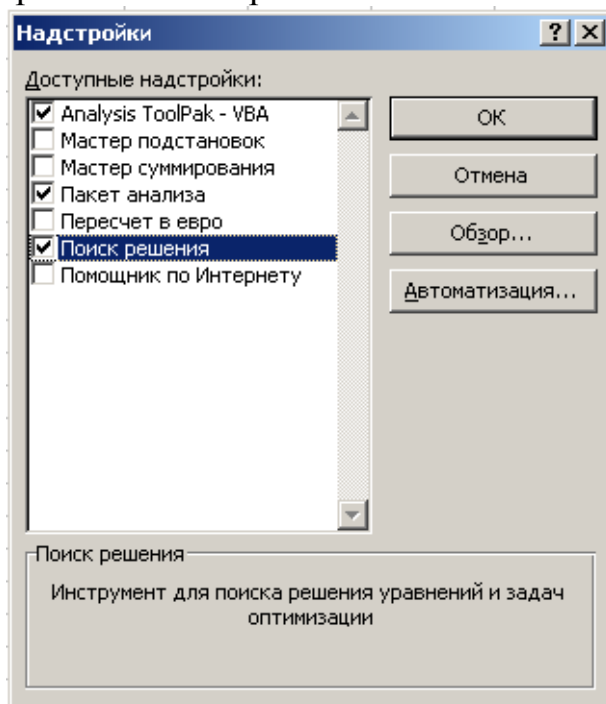 Надстройки
Доступные надстройки:
Analysis ToolPak - VBA
Мастер подстановок
Мастер суммирования
Пакет анализа
Пересчет в евро
Поиск решения
Помощник по Интернету
ОК
Отмена
Обзор...
Автоматизация...
Поиск решения
Инструмент для поиска решения уравнений и задач
оптимизации